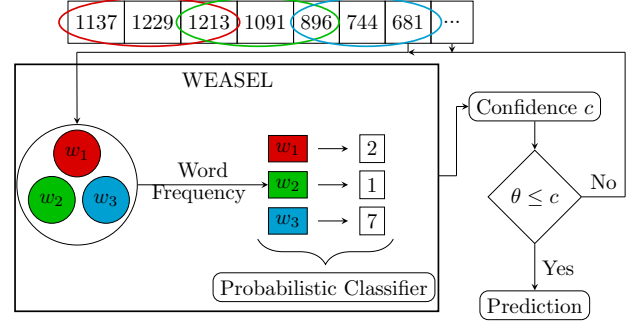 1137 1229 1213 1091 896 744 681 ...
WEASEL
w₁
w₂ w₃
Word
Frequency
w₁ 2
w₂ 1
w₃ 7
Probabilistic Classifier
Confidence c
θ ≤ c
No
Yes
Prediction